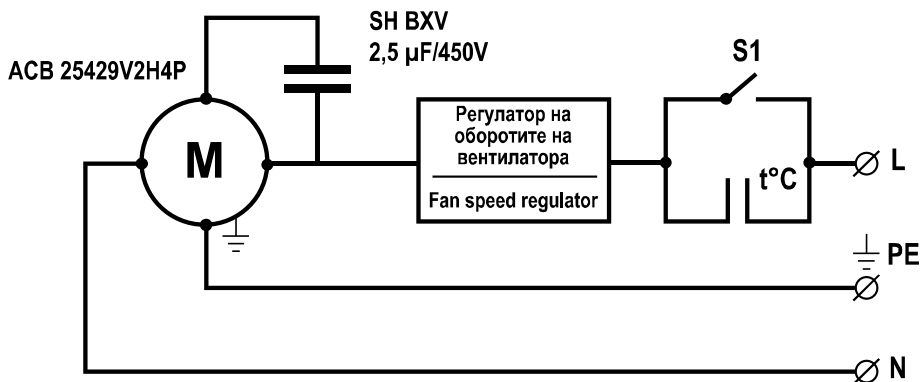 SH BXV
2,5 µF/450V
ACB 25429V2H4P
S1
Регулатор на
оборотите на
вентилатора
Fan speed regulator
M
t°C
L
PE
N